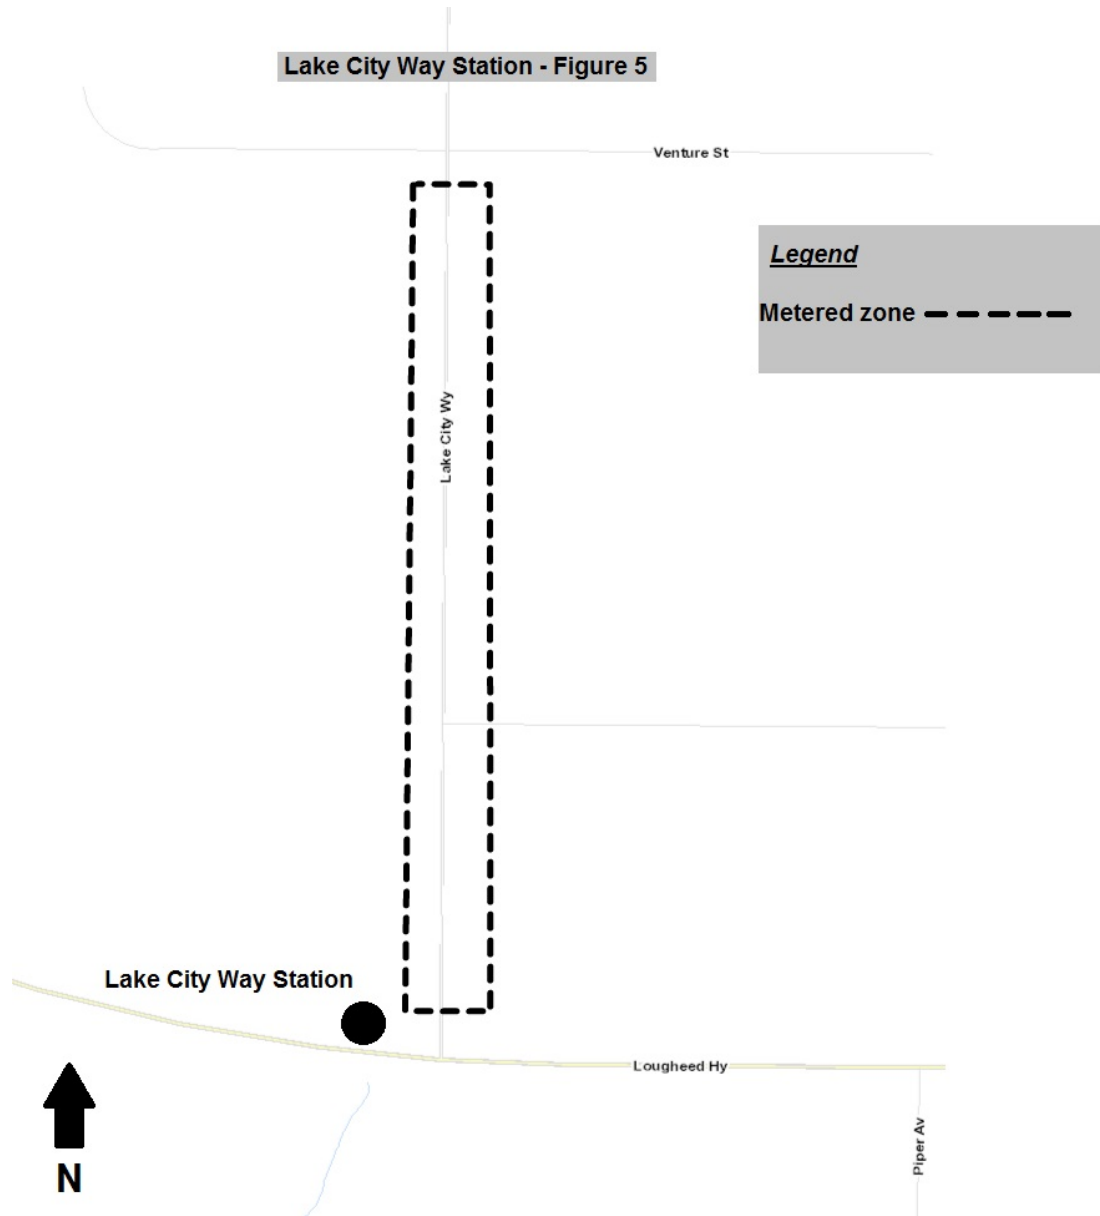 Lake City Way Station - Figure 5
Venture St
Legend
Metered zone
Lake City Wy
Lake City Way Station
Lougheed Hy
Piper Av
N